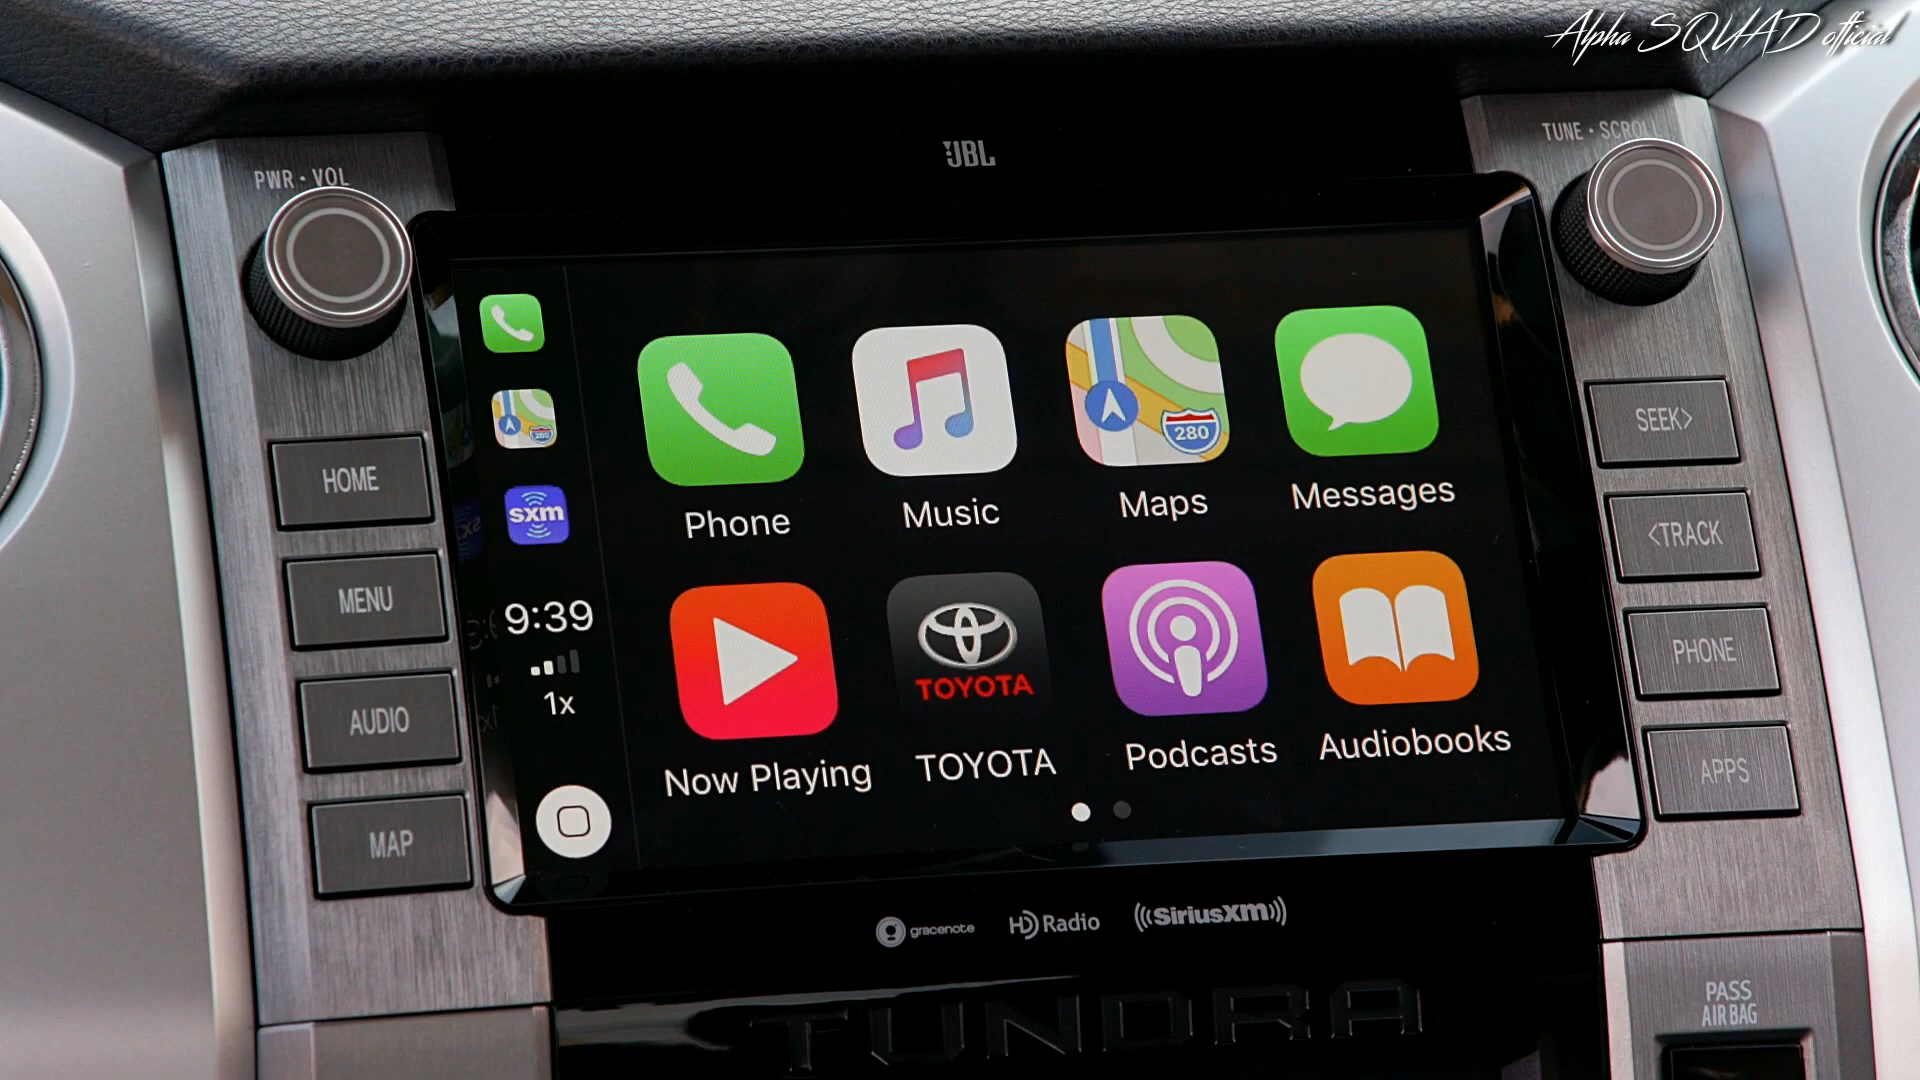 Alpha SQUAD official
TUNE • SCROLL
JBL
PWR • VOL
HOME
MENU
AUDIO
MAP
280
sxm
9:39
1x
280
Phone
Music
Maps
Messages
TOYOTA
Now Playing
TOYOTA
Podcasts
Audiobooks
SEEK>
<TRACK
PHONE
APPS
gracenote
HD Radio
((SiriusXM))
TUNDRA
PASS
AIR BAG